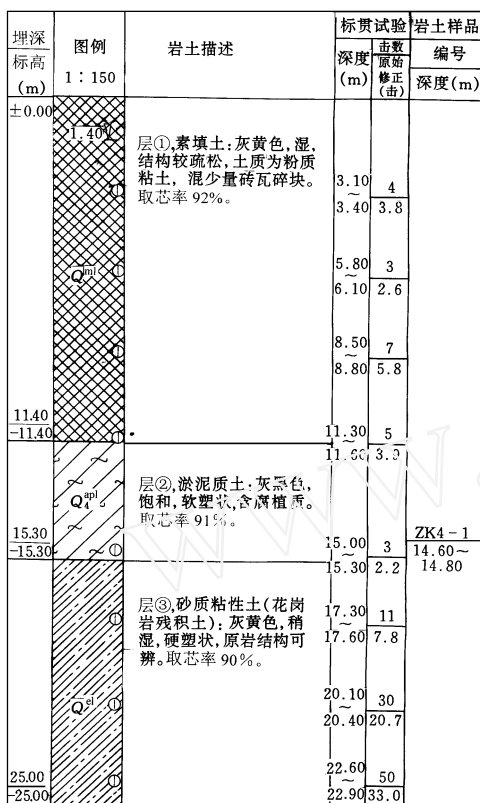 埋深
标高
(m)
图例
1：150
岩土描述
标贯试验
深度
(m)
击数
原始
修正
(击)
岩土样品
编号
深度(m)
±0.00
1.40
Q^ml
层①,素填土:灰黄色,湿,
结构较疏松,土质为粉质
粘土，混少量砖瓦碎块。
取芯率92%。
3.10
~
3.40
4
3.8
5.80
~
6.10
3
2.6
8.50
~
8.80
7
5.8
11.40
-11.40
11.30
~
11.60
5
3.9
Q₄^apl
层②,淤泥质土:灰黑色,
饱和,软塑状,含腐植质。
取芯率91%。
15.30
-15.30
15.00
~
15.30
3
2.2
ZK4-1
14.60~
14.80
层③,砂质粘性土(花岗
岩残积土)：灰黄色,稍
湿,硬塑状,原岩结构可
辨。取芯率90%。
17.30
~
17.60
11
7.8
Q^el
20.10
~
20.40
30
20.7
25.00
-25.00
22.60
~
22.90
50
33.0
www.